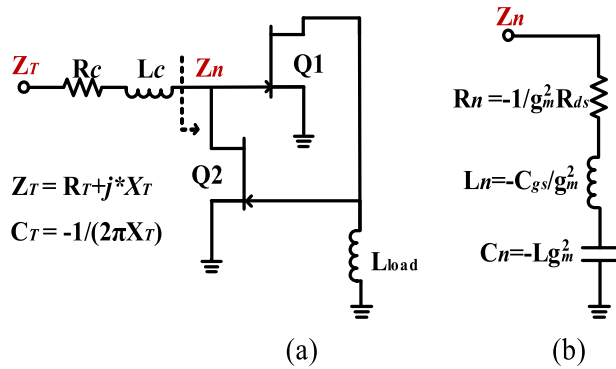 ZT Rc Lc Zn Q1
Q2
ZT = RT+j*XT
CT = -1/(2πXT)
Lload
(a)
Zn
Rn=-1/g²mRds
Ln=-Cgs/g²m
Cn=-Lg²m
(b)